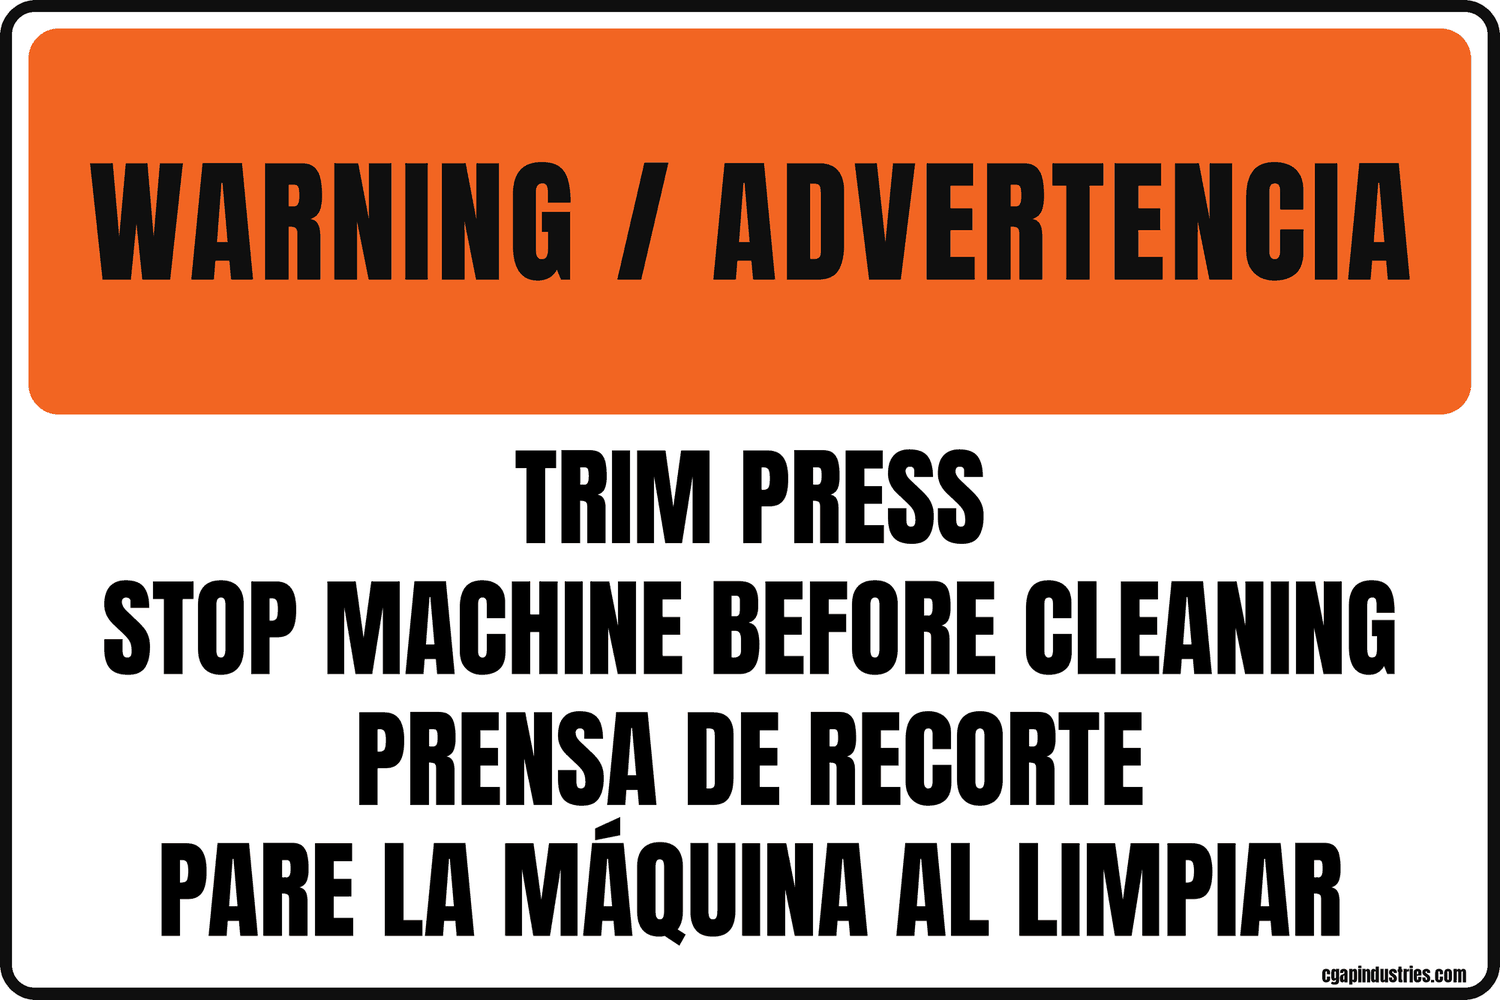 WARNING / ADVERTENCIA
TRIM PRESS
STOP MACHINE BEFORE CLEANING
PRENSA DE RECORTE
PARE LA MÁQUINA AL LIMPIAR
cgapindustries.com